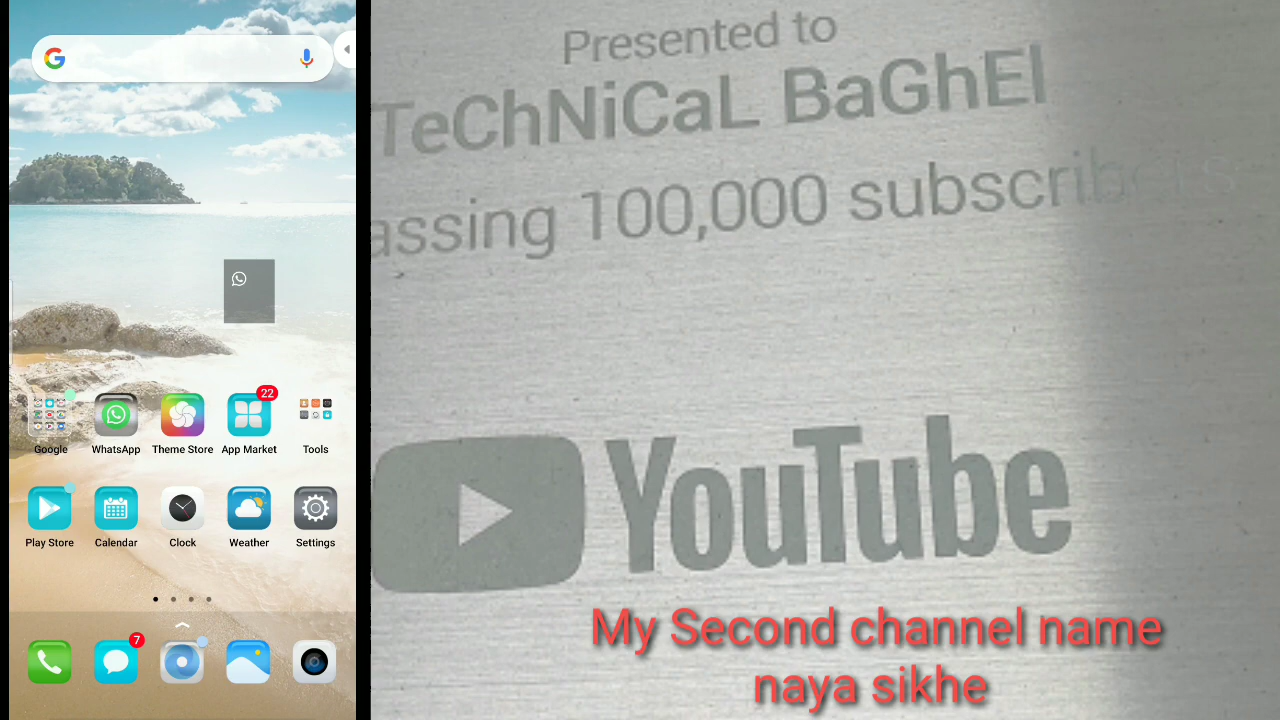 22
Google
WhatsApp
Theme Store
App Market
Tools
Play Store
Calendar
Clock
Weather
Settings
7
Presented to
TeChNiCaL BaGhEl
assing 100,000 subscribers
YouTube
My Second channel name
naya sikhe